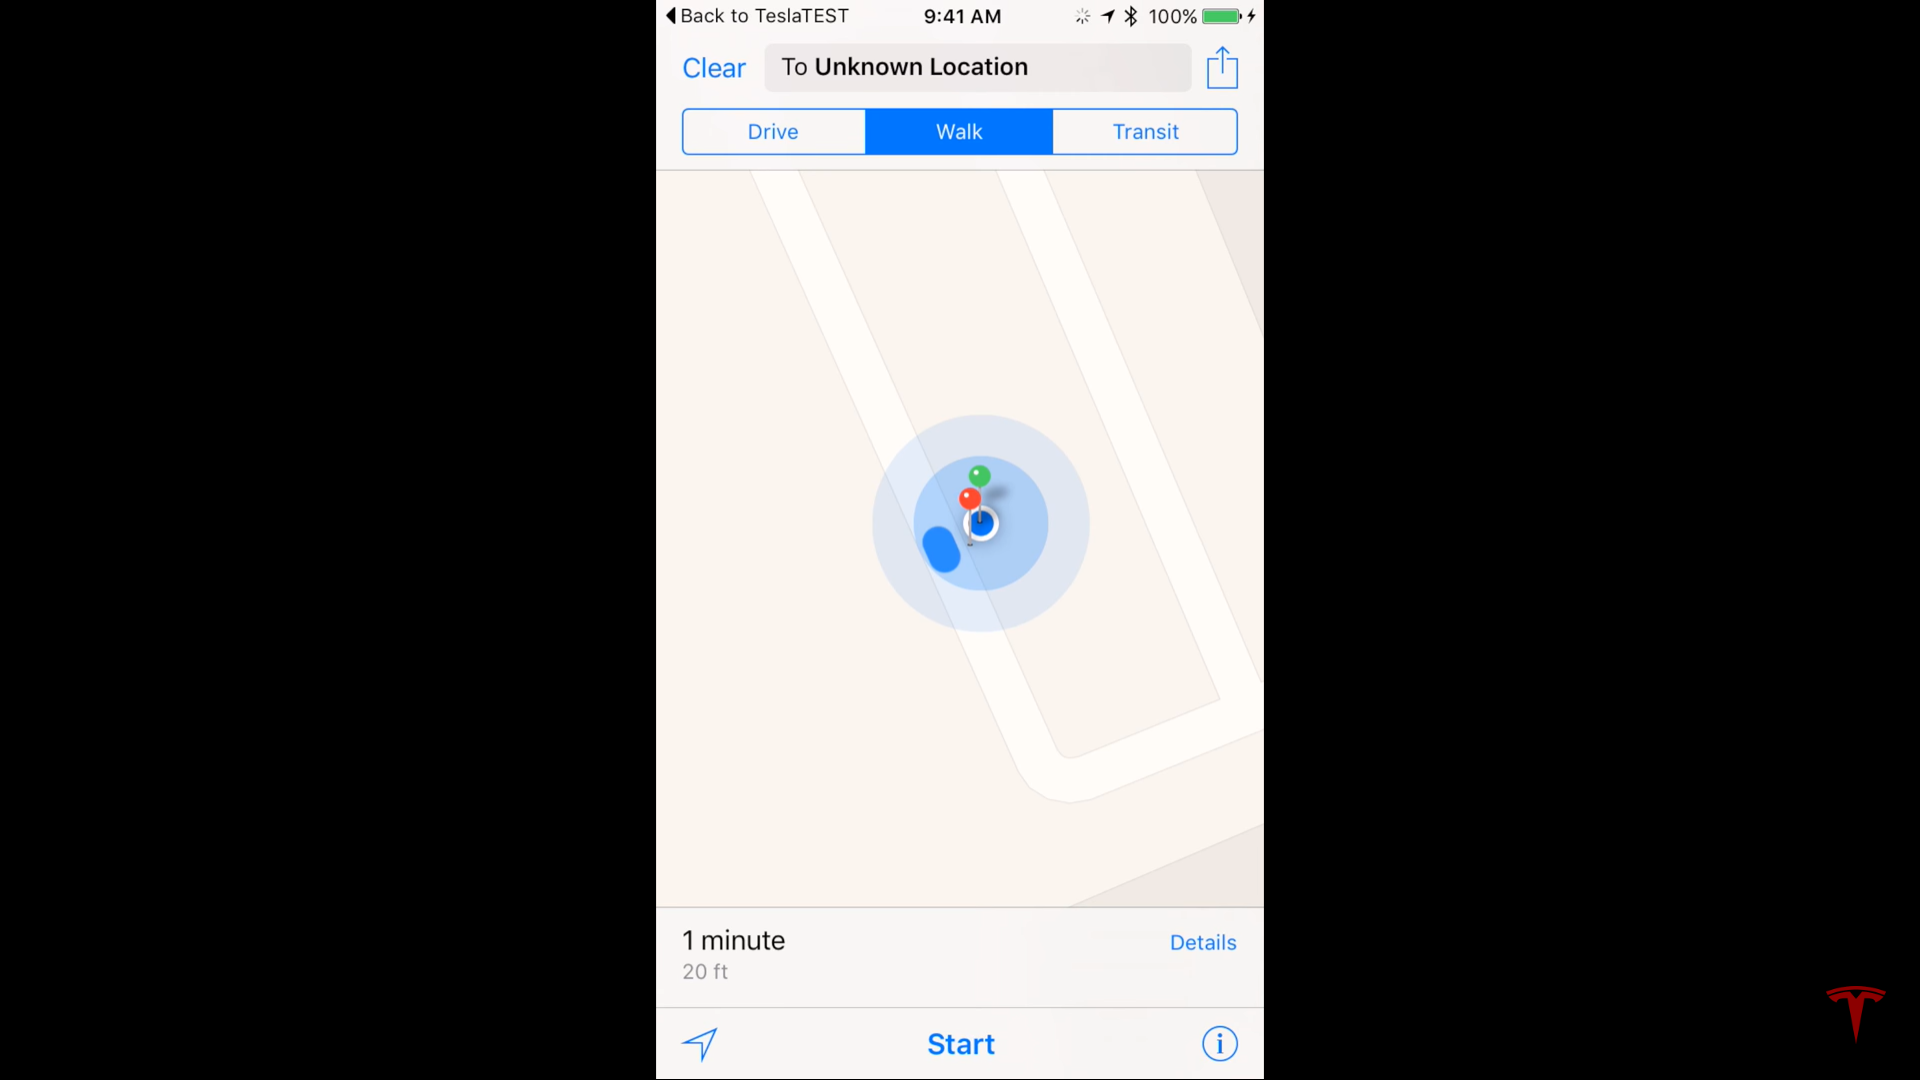 Back to TeslaTEST 9:41 AM 100%
Clear To Unknown Location
Drive Walk Transit
1 minute Details
20 ft
Start